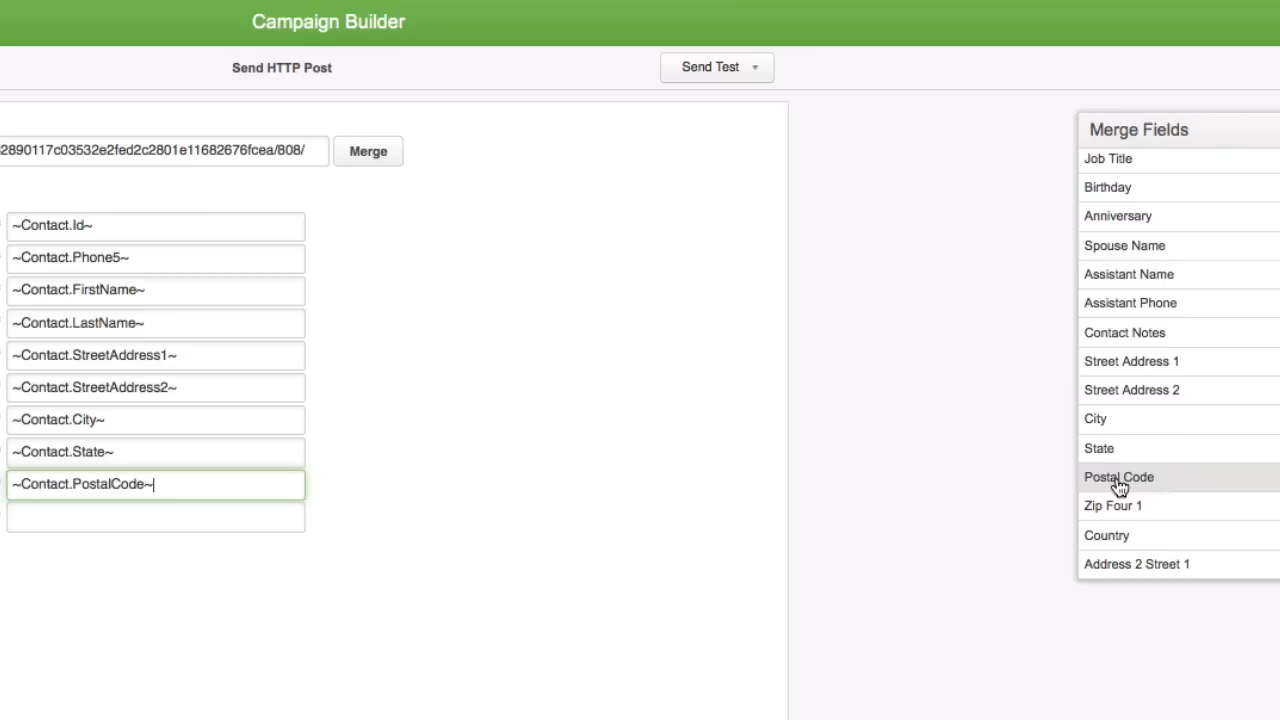 Campaign Builder
Send HTTP Post
Send Test
2890117c03532e2fed2c2801e11682676fcea/808/
Merge
~Contact.Id~
~Contact.Phone5~
~Contact.FirstName~
~Contact.LastName~
~Contact.StreetAddress1~
~Contact.StreetAddress2~
~Contact.City~
~Contact.State~
~Contact.PostalCode~
Merge Fields
Job Title
Birthday
Anniversary
Spouse Name
Assistant Name
Assistant Phone
Contact Notes
Street Address 1
Street Address 2
City
State
Postal Code
Zip Four 1
Country
Address 2 Street 1